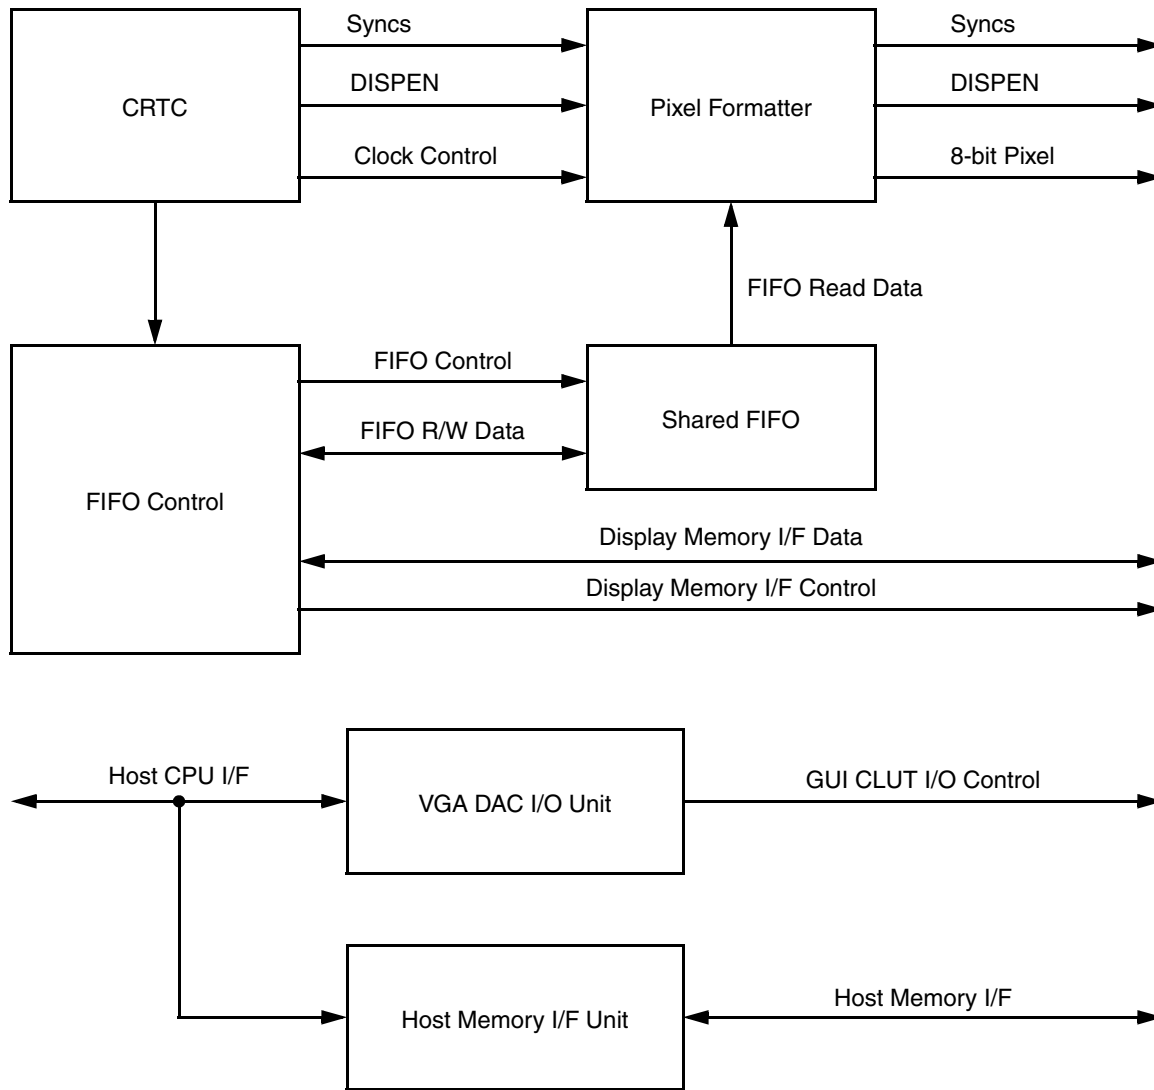 Syncs
Syncs
DISPEN
DISPEN
CRTC
Pixel Formatter
Clock Control
8-bit Pixel
FIFO Read Data
FIFO Control
Shared FIFO
FIFO R/W Data
FIFO Control
Display Memory I/F Data
Display Memory I/F Control
Host CPU I/F
GUI CLUT I/O Control
VGA DAC I/O Unit
Host Memory I/F
Host Memory I/F Unit